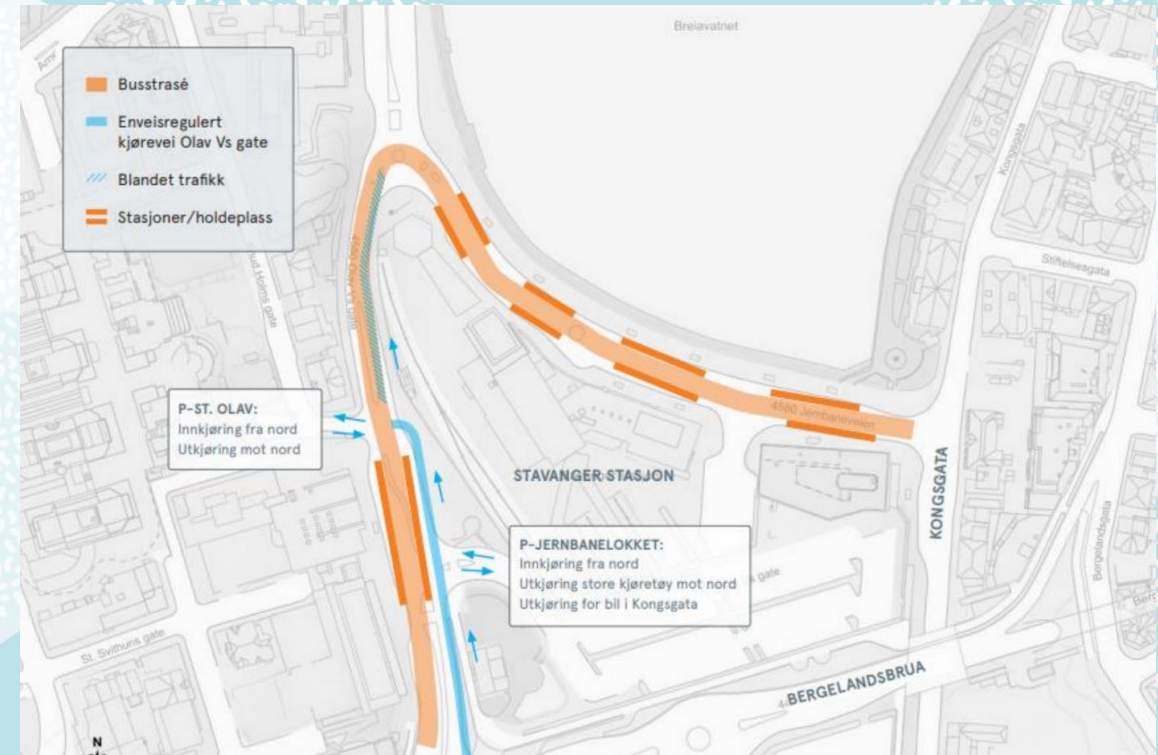 Breiavatnet
Busstrasé
Enveisregulert
kjørevei Olav Vs gate
Blandet trafikk
Stasjoner/holdeplass
Kongsgata
Stiftelsesgata
P-ST. OLAV:
Innkjøring fra nord
Utkjøring mot nord
4580 Jernbaneveien
STAVANGER STASJON
KONGSGATA
P-JERNBANELOKKET:
Innkjøring fra nord
Utkjøring store kjøretøy mot nord
Utkjøring for bil i Kongsgata
gate
Bergelandsgata
St. Svithuns gate
BERGELANDSBRUA
N